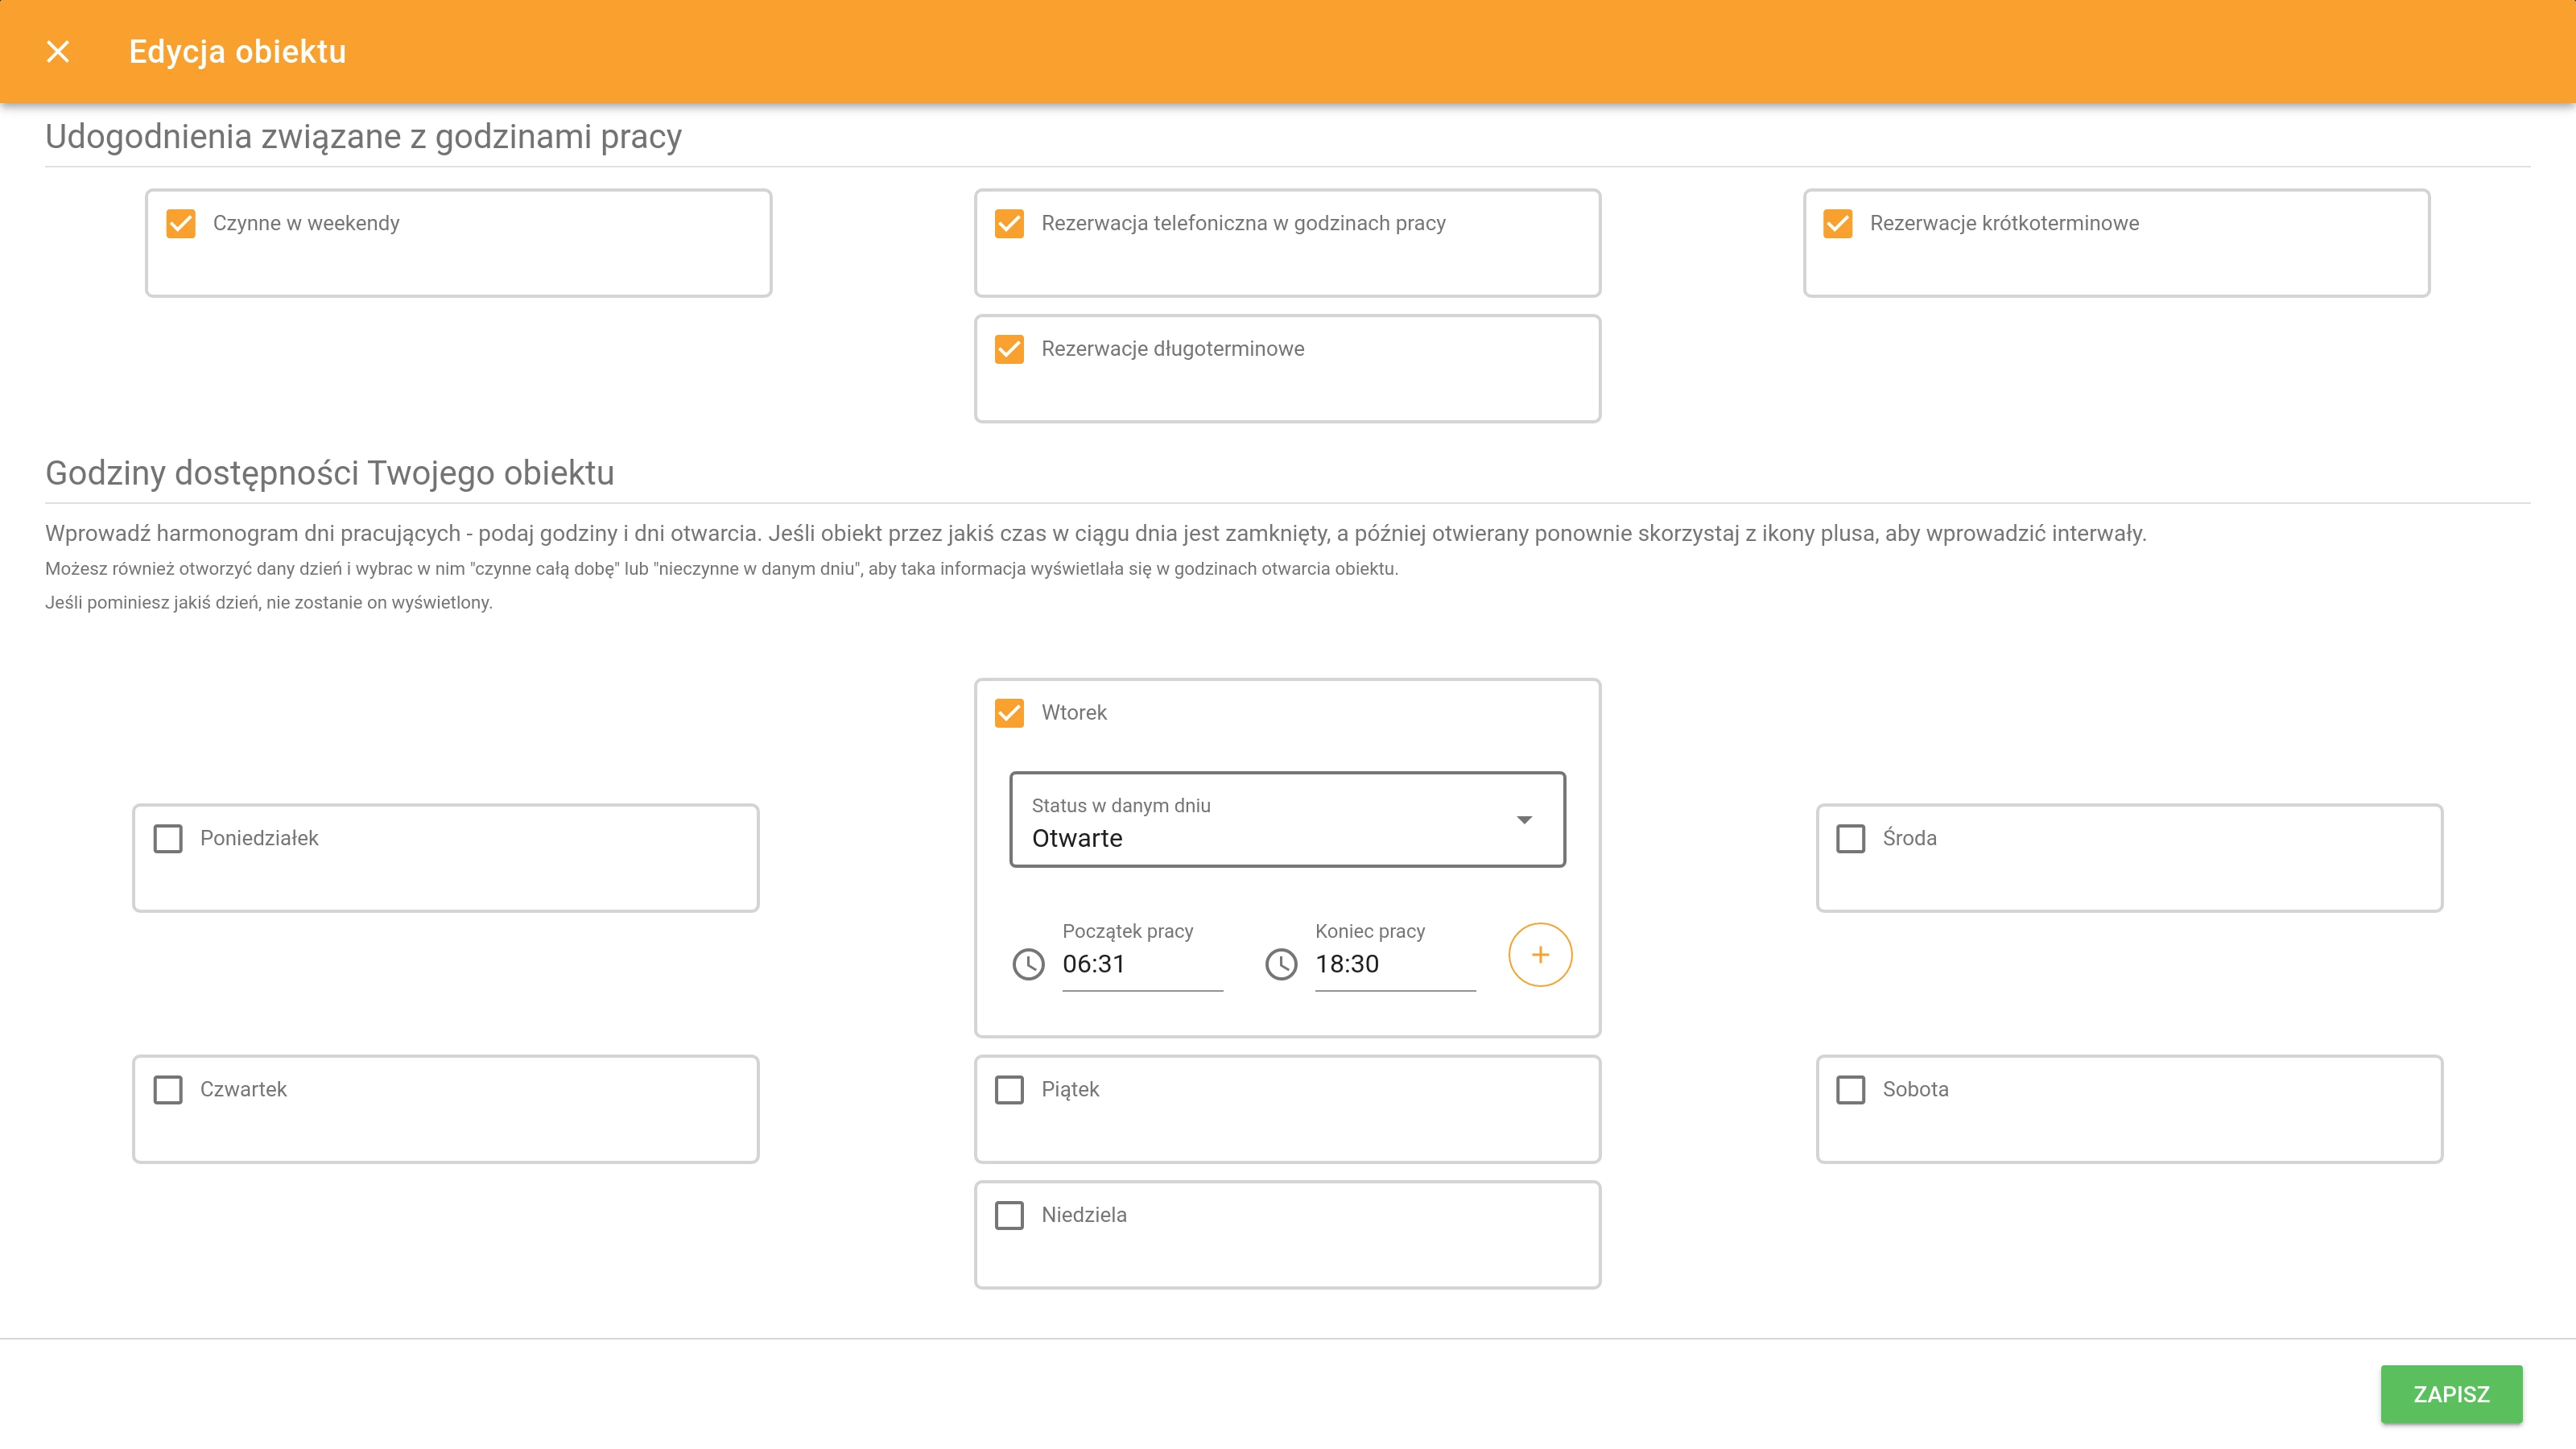 Edycja obiektu
Udogodnienia związane z godzinami pracy
Czynne w weekendy
Rezerwacja telefoniczna w godzinach pracy
Rezerwacje krótkoterminowe
Rezerwacje długoterminowe
Godziny dostępności Twojego obiektu
Wprowadź harmonogram dni pracujących - podaj godziny i dni otwarcia. Jeśli obiekt przez jakiś czas w ciągu dnia jest zamknięty, a później otwierany ponownie skorzystaj z ikony plusa, aby wprowadzić interwały.
Możesz również otworzyć dany dzień i wybrac w nim "czynne całą dobę" lub "nieczynne w danym dniu", aby taka informacja wyświetlała się w godzinach otwarcia obiektu.
Jeśli pominiesz jakiś dzień, nie zostanie on wyświetlony.
Poniedziałek
Wtorek
Status w danym dniu
Otwarte
Początek pracy
06:31
Koniec pracy
18:30
Środa
Czwartek
Piątek
Sobota
Niedziela
ZAPISZ